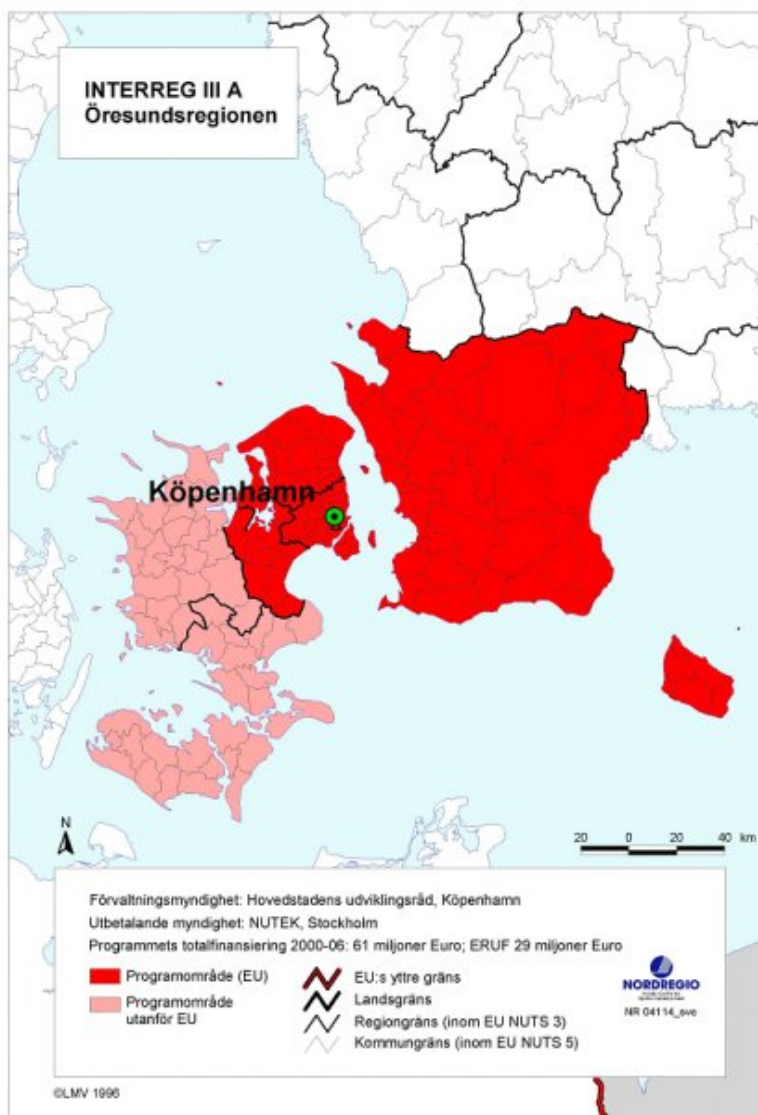 INTERREG III A
Öresundsregionen
Köpenhamn
N
20 0 20 40 km
Förvaltningsmyndighet: Hovedstadens udviklingsråd, Köpenhamn
Utbetalande myndighet: NUTEK, Stockholm
Programmets totalfinansiering 2000-06: 61 miljoner Euro; ERUF 29 miljoner Euro
Programområde (EU)
Programområde
utanför EU
EU:s yttre gräns
Landsgräns
Regiongräns (inom EU NUTS 3)
Kommungräns (inom EU NUTS 5)
NORDREGIO
NR 04114_sve
©LMV 1996